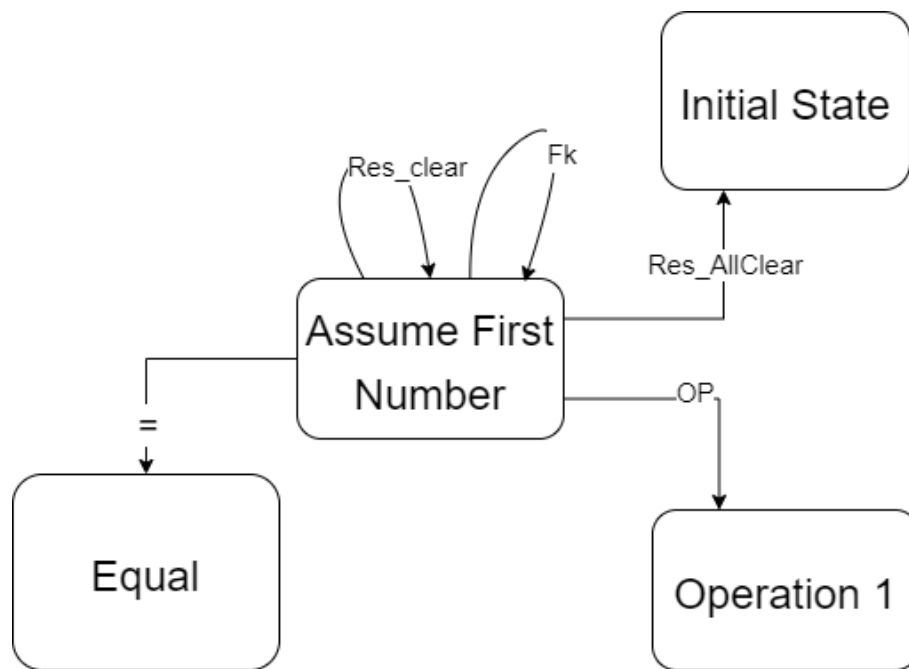 Initial State
Res_clear
Fk
Res_AllClear
Assume First
Number
OP
=
Equal
Operation 1